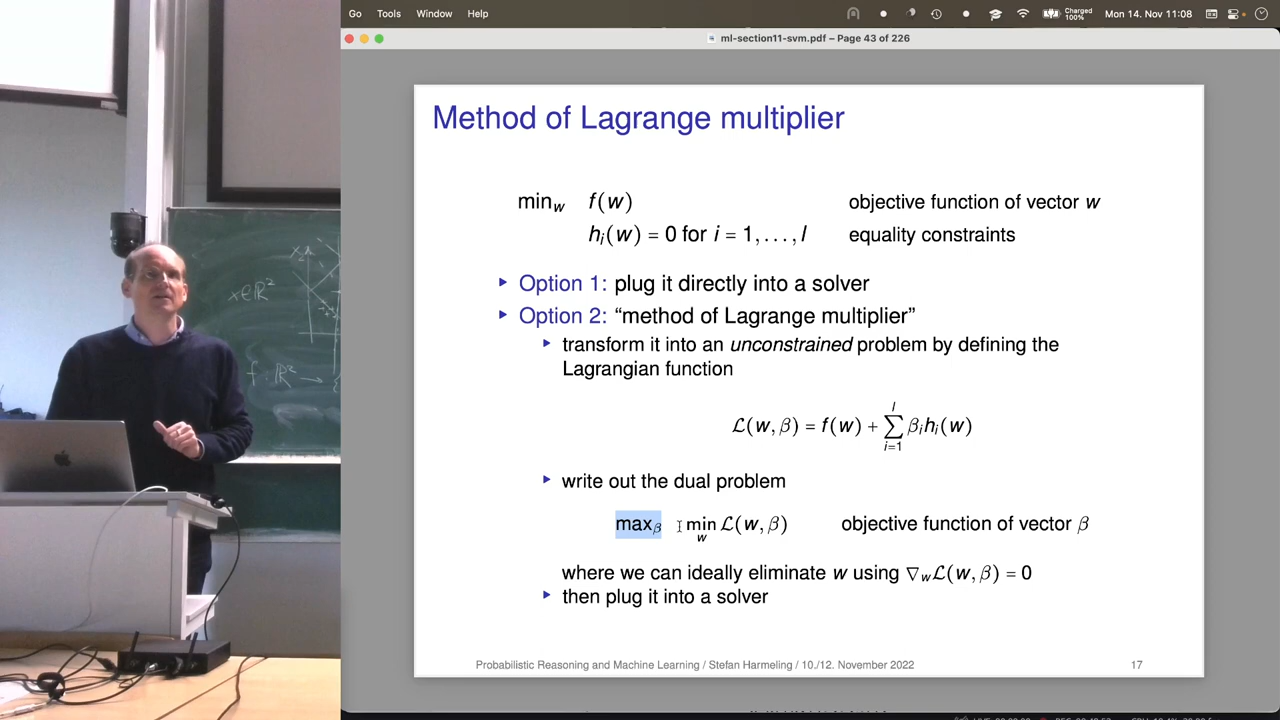 Go Tools Window Help
Charged 100%
Mon 14. Nov 11:08
ml-section11-svm.pdf – Page 43 of 226
Method of Lagrange multiplier
min_w f(w) objective function of vector w
h_i(w) = 0 for i = 1, . . . , l equality constraints
Option 1: plug it directly into a solver
Option 2: “method of Lagrange multiplier”
transform it into an unconstrained problem by defining the
Lagrangian function
ℒ(w, β) = f(w) + ∑_{i=1}^{l} β_i h_i(w)
write out the dual problem
max_β min_w ℒ(w, β) objective function of vector β
where we can ideally eliminate w using ∇_w ℒ(w, β) = 0
then plug it into a solver
Probabilistic Reasoning and Machine Learning / Stefan Harmeling / 10./12. November 2022 17
x∈ℝ²
f: ℝ² →